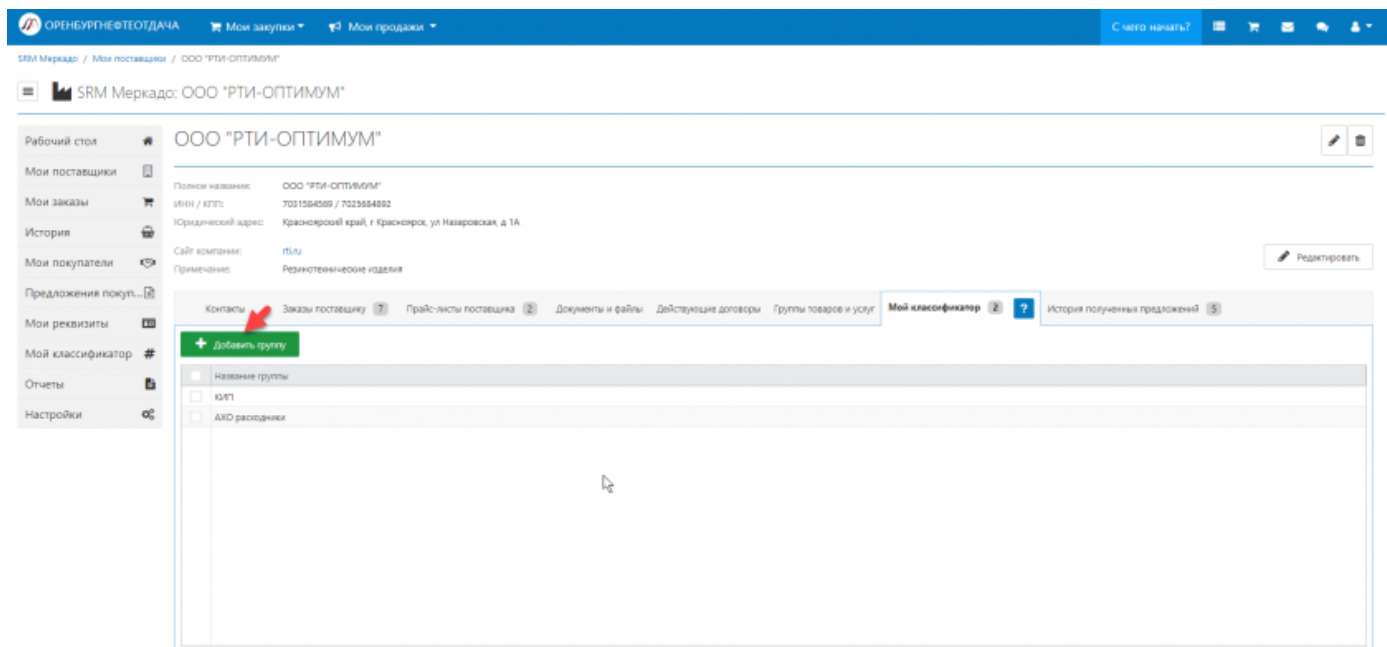 ОРЕНБУРГНЕФТЕОТДАЧА Мои закупки Мои продажи С чего начать?
SRM Меркадо / Мои поставщики / ООО "РТИ-ОПТИМУМ"
SRM Меркадо: ООО "РТИ-ОПТИМУМ"
Рабочий стол
Мои поставщики
Мои заказы
История
Мои покупатели
Предложения покуп...
Мои реквизиты
Мой классификатор
Отчеты
Настройки
ООО "РТИ-ОПТИМУМ"
Полное название: ООО "РТИ-ОПТИМУМ"
ИНН / КПП: 7031584569 / 7025684892
Юридический адрес: Красноярский край, г Красноярск, ул Назаровская, д 1А
Сайт компании: rti.ru
Примечание: Резинотехнические изделия
Редактировать
Контакты Заказы поставщику 7 Прайс-листы поставщика 2 Документы и файлы Действующие договоры Группы товаров и услуг Мой классификатор 2 ? История полученных предложений 5
Добавить группу
Название группы
КИП
АХО расходники